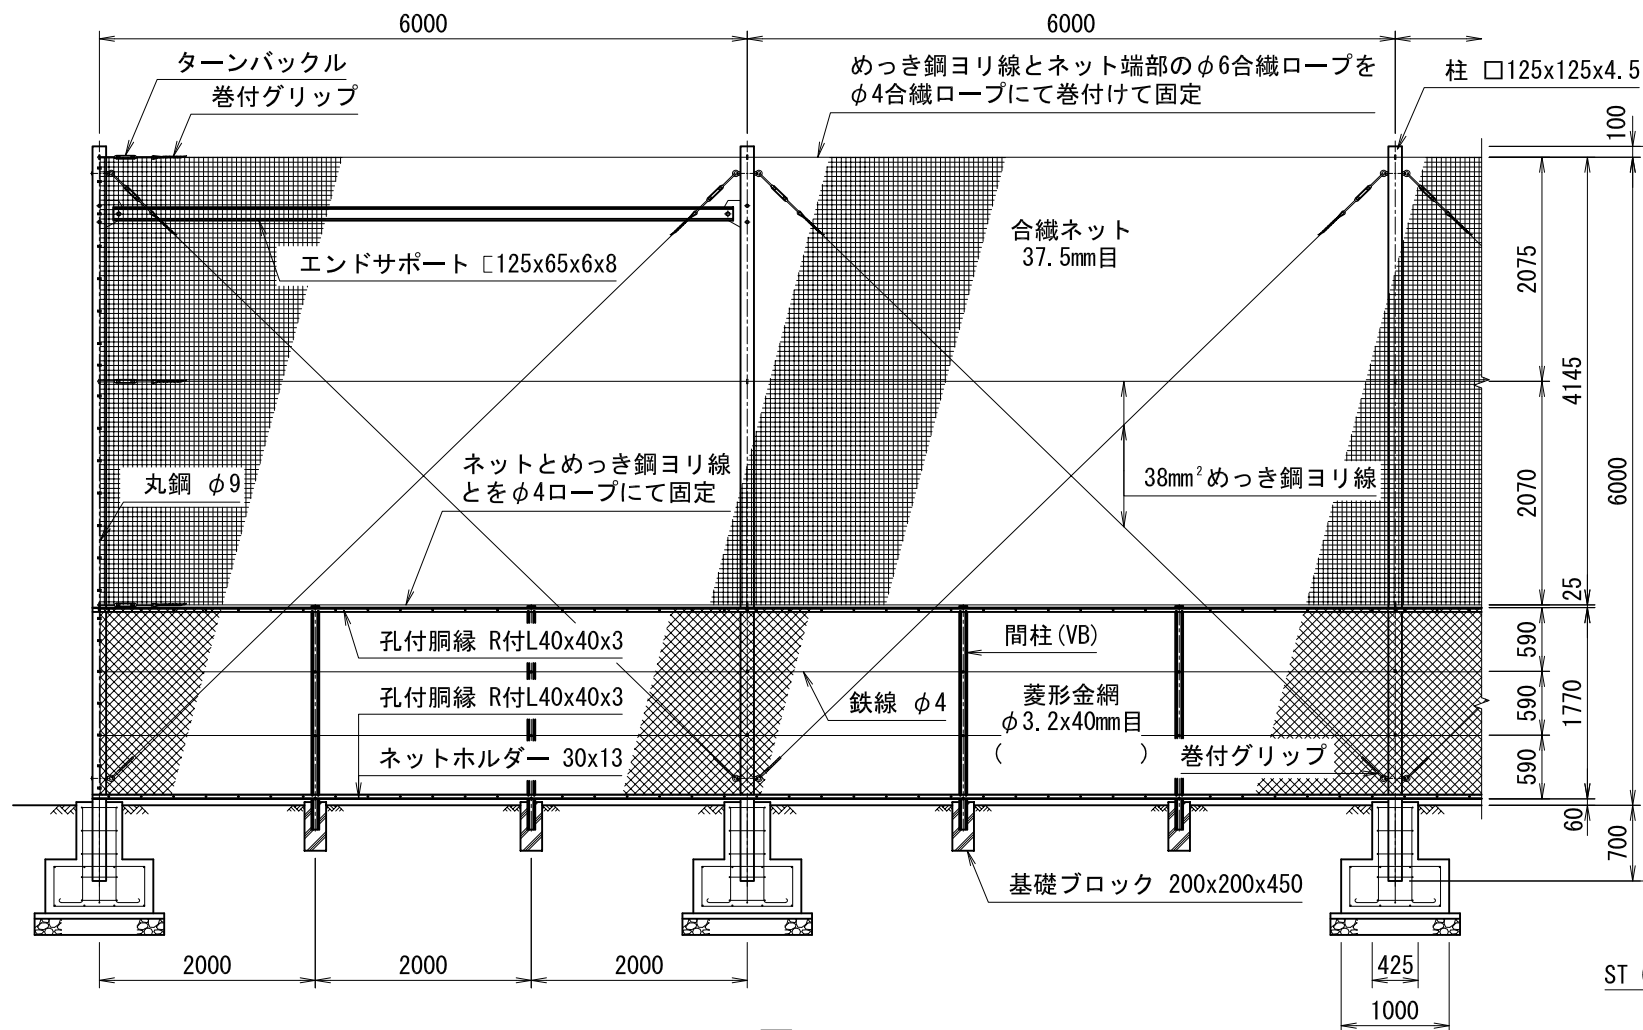 6000
6000
ターンバックル
巻付グリップ
めっき鋼ヨリ線とネット端部のφ6合繊ロープを
φ4合繊ロープにて巻付けて固定
柱 □125x125x4.5
100
エンドサポート [125x65x6x8
合繊ネット
37.5mm目
2075
4145
6000
2070
丸鋼 φ9
ネットとめっき鋼ヨリ線
とをφ4ロープにて固定
38mm²めっき鋼ヨリ線
25
孔付胴縁 R付L40x40x3
間柱(VB)
590
孔付胴縁 R付L40x40x3
鉄線 φ4
菱形金網
φ3.2x40mm目
( )
590
1770
ネットホルダー 30x13
巻付グリップ
590
60
700
基礎ブロック 200x200x450
2000
2000
2000
425
1000
ST